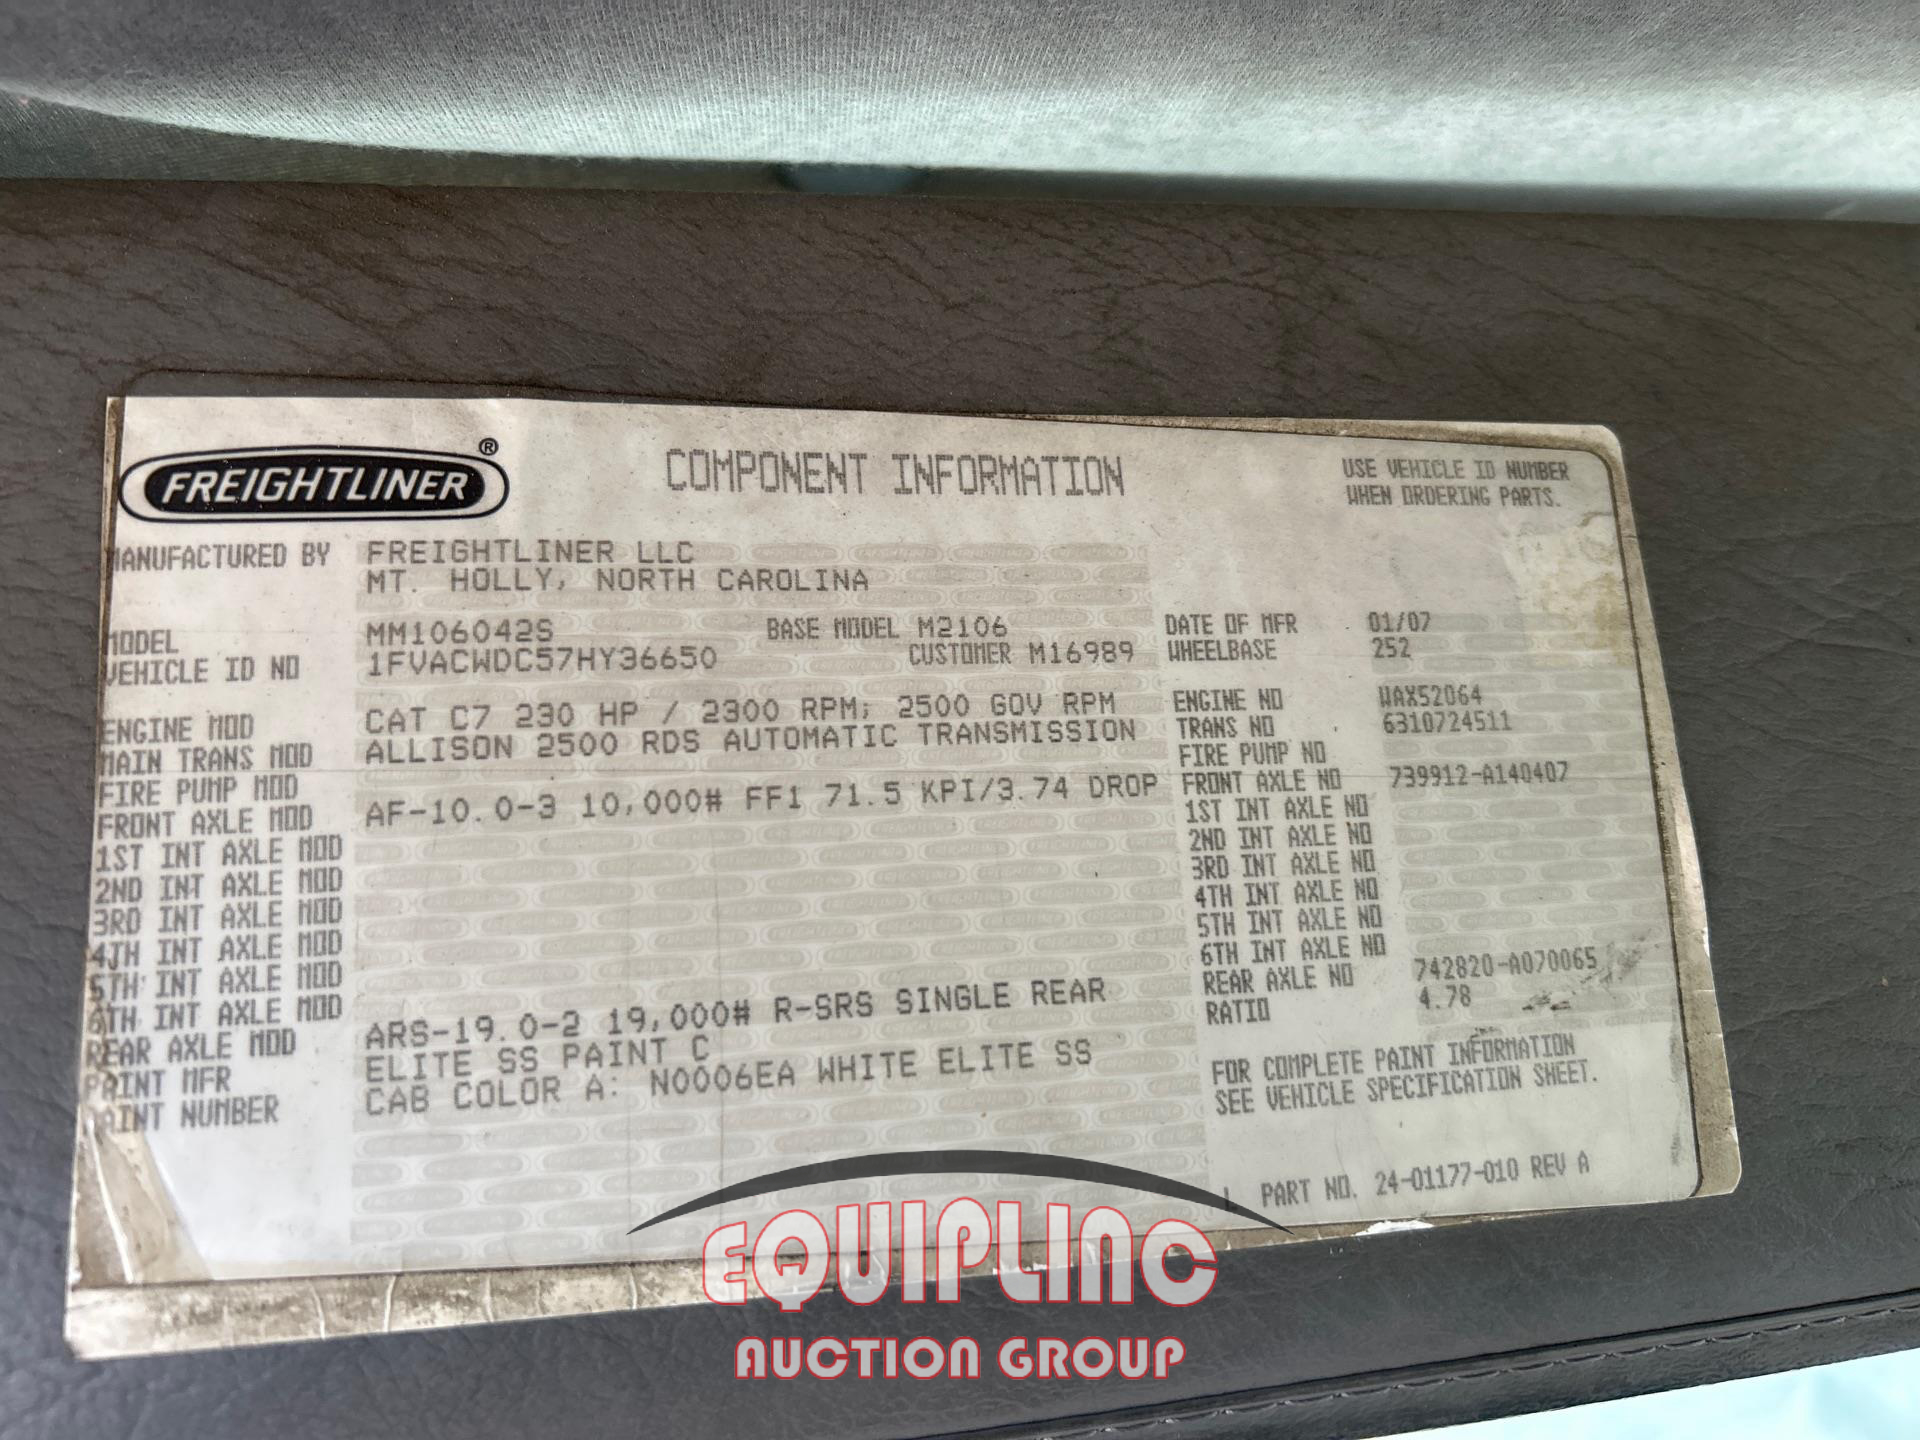 FREIGHTLINER ®
COMPONENT INFORMATION
USE VEHICLE ID NUMBER
WHEN ORDERING PARTS.
MANUFACTURED BY FREIGHTLINER LLC
MT. HOLLY, NORTH CAROLINA
MODEL MM106042S BASE MODEL M2106 DATE OF MFR 01/07
VEHICLE ID NO 1FVACWDC57HY36650 CUSTOMER M16989 WHEELBASE 252
ENGINE MOD CAT C7 230 HP / 2300 RPM; 2500 GOV RPM ENGINE NO WAX52064
MAIN TRANS MOD ALLISON 2500 RDS AUTOMATIC TRANSMISSION TRANS NO 6310724511
FIRE PUMP MOD FIRE PUMP NO
FRONT AXLE MOD AF-10.0-3 10,000# FF1 71.5 KPI/3.74 DROP FRONT AXLE NO 739912-A140407
1ST INT AXLE MOD 1ST INT AXLE NO
2ND INT AXLE MOD 2ND INT AXLE NO
3RD INT AXLE MOD 3RD INT AXLE NO
4TH INT AXLE MOD 4TH INT AXLE NO
5TH INT AXLE MOD 5TH INT AXLE NO
6TH INT AXLE MOD 6TH INT AXLE NO
REAR AXLE MOD ARS-19.0-2 19,000# R-SRS SINGLE REAR REAR AXLE NO 742820-A070065
RATIO 4.78
PAINT MFR ELITE SS PAINT C
PAINT NUMBER CAB COLOR A: N0006EA WHITE ELITE SS
FOR COMPLETE PAINT INFORMATION
SEE VEHICLE SPECIFICATION SHEET.
L PART NO. 24-01177-010 REV A
EQUIPLINC
AUCTION GROUP